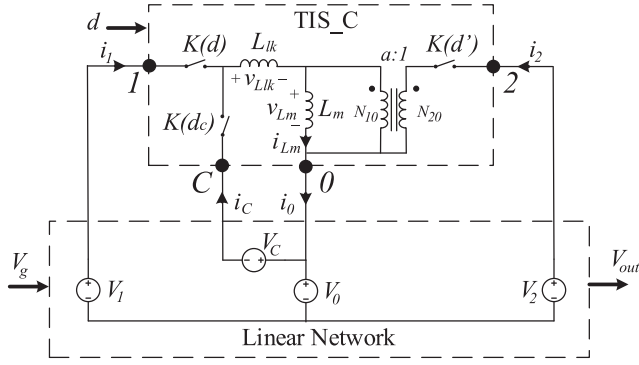 d
TIS_C
i1
K(d)
Llk
a:1
K(d')
i2
1
+ vLlk −
2
+
vLm
−
Lm
N10
N20
K(dc)
iLm
C
0
iC
i0
Vg
VC
- +
Vout
+
-
V1
+
-
V0
+
-
V2
Linear Network